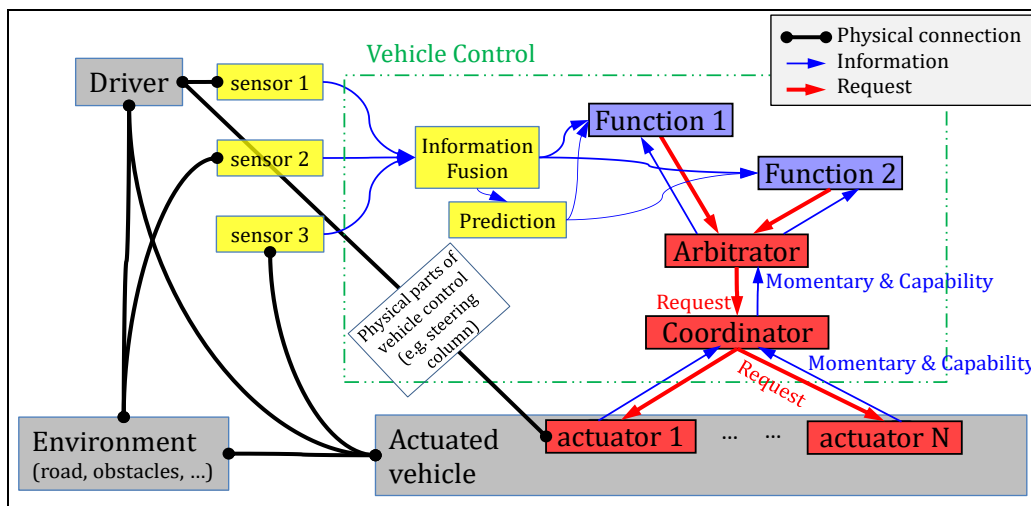 Physical connection
Information
Request
Vehicle Control
Driver
sensor 1
sensor 2
sensor 3
Information
Fusion
Prediction
Function 1
Function 2
Arbitrator
Request
Momentary & Capability
Coordinator
Momentary & Capability
Request
Physical parts of
vehicle control
(e.g. steering
column)
Environment
(road, obstacles, ...)
Actuated
vehicle
actuator 1
... ...
actuator N